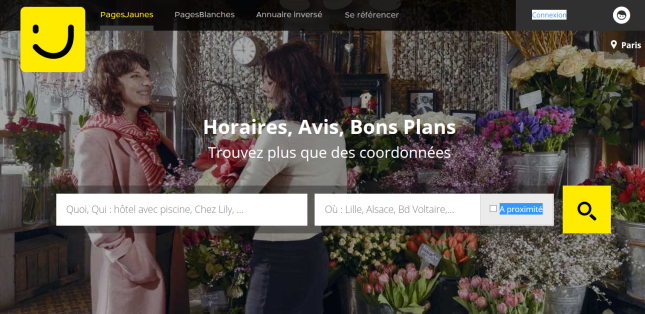 PagesJaunes PagesBlanches Annuaire inversé Se référencer Connexion
Paris
Horaires, Avis, Bons Plans
Trouvez plus que des coordonnées
Quoi, Qui : hôtel avec piscine, Chez Lily, ... Où : Lille, Alsace, Bd Voltaire,... A proximité